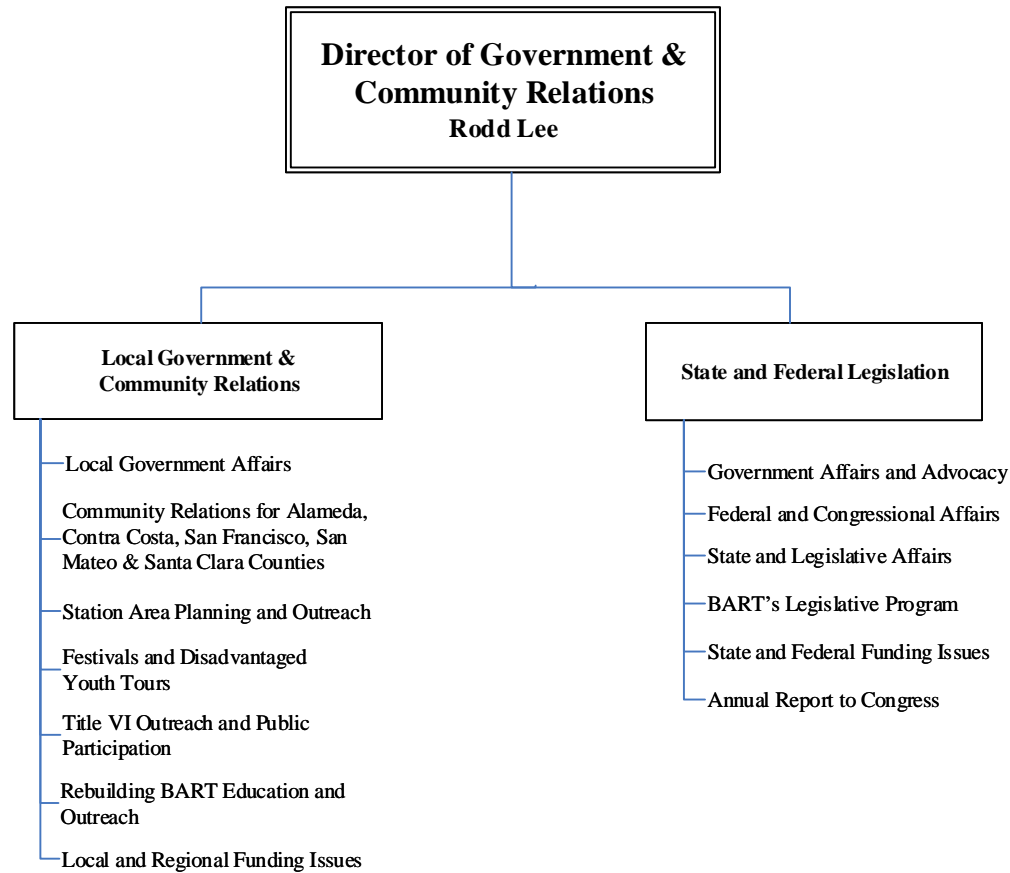 Director of Government &
Community Relations
Rodd Lee
Local Government &
Community Relations
Local Government Affairs
Community Relations for Alameda,
Contra Costa, San Francisco, San
Mateo & Santa Clara Counties
Station Area Planning and Outreach
Festivals and Disadvantaged
Youth Tours
Title VI Outreach and Public
Participation
Rebuilding BART Education and
Outreach
Local and Regional Funding Issues
State and Federal Legislation
Government Affairs and Advocacy
Federal and Congressional Affairs
State and Legislative Affairs
BART’s Legislative Program
State and Federal Funding Issues
Annual Report to Congress